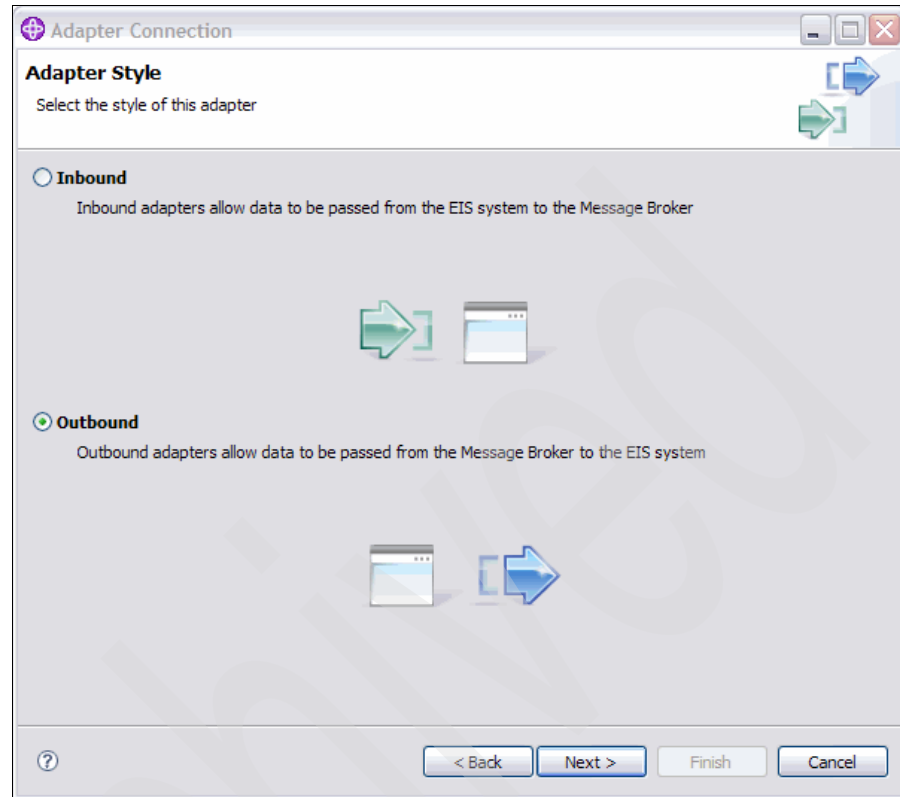 Adapter Connection
Adapter Style
Select the style of this adapter
Inbound
Inbound adapters allow data to be passed from the EIS system to the Message Broker
Outbound
Outbound adapters allow data to be passed from the Message Broker to the EIS system
?
< Back
Next >
Finish
Cancel